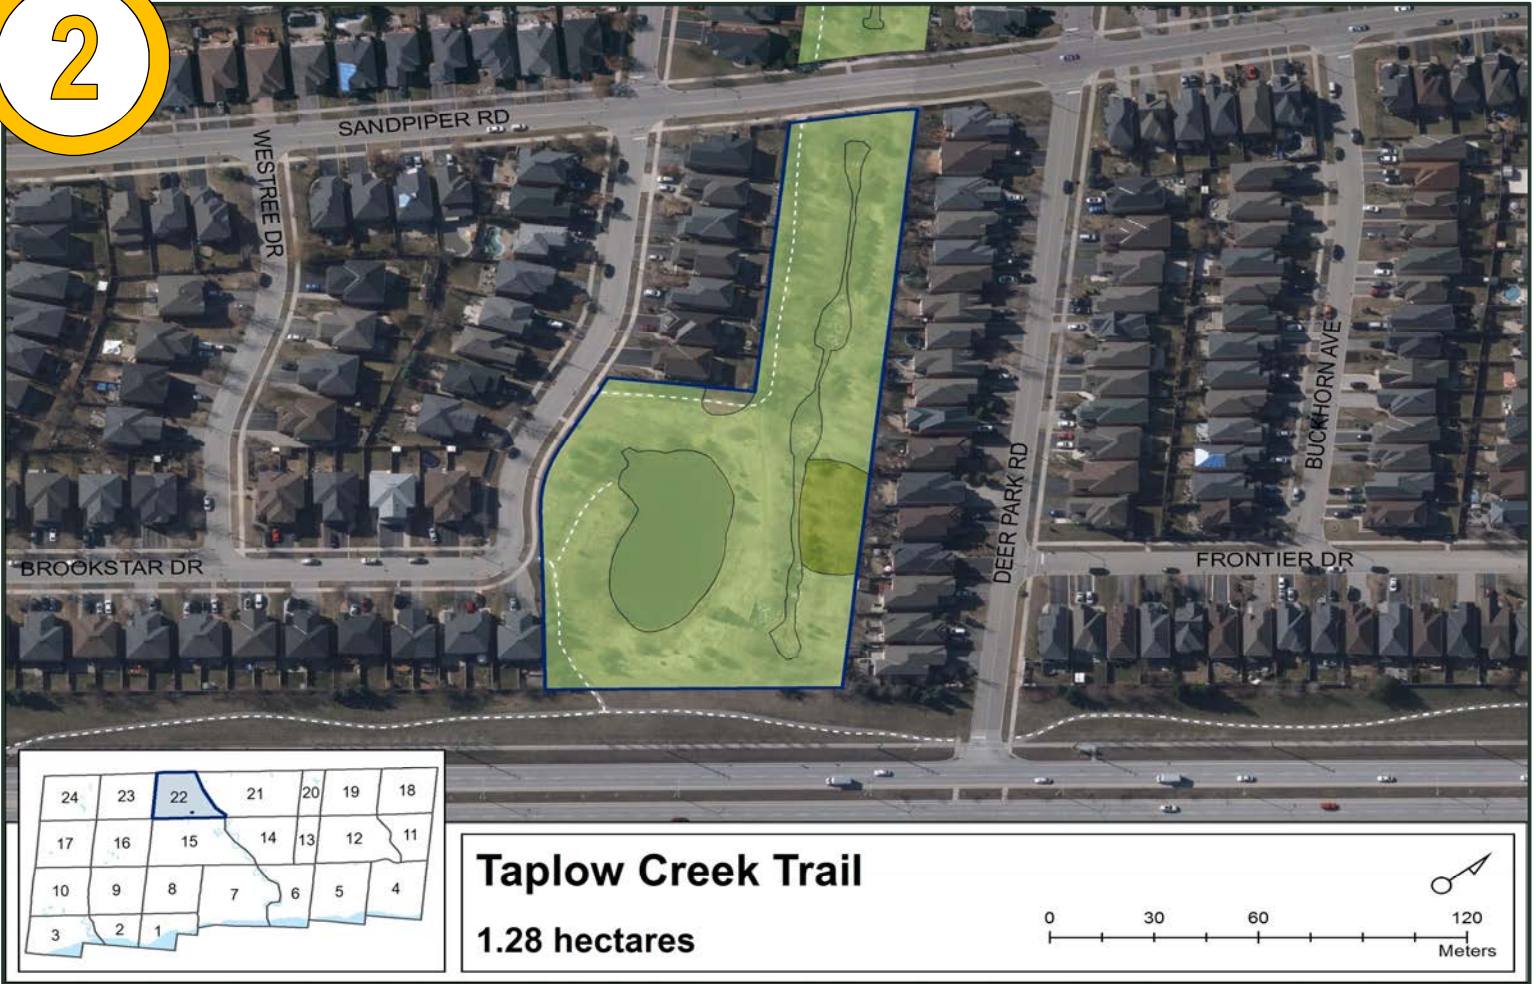 2
SANDPIPER RD
WESTREE DR
BUCKHORN AVE
DEER PARK RD
BROOKSTAR DR
FRONTIER DR
24 23 22 21 20 19 18
17 16 15 14 13 12 11
10 9 8 7 6 5 4
3 2 1
Taplow Creek Trail
1.28 hectares
0 30 60 120
Meters